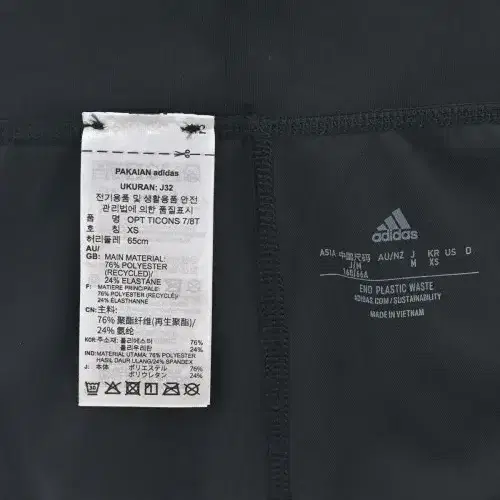 PAKAIAN adidas
UKURAN: J32
전기용품 및 생활용품 안전
관리법에 의한 품질표시
품 명 OPT TICONS 7/8T
호 칭 XS
허리둘레 65cm
AU/
GB: MAIN MATERIAL:
76% POLYESTER
(RECYCLED)/
24% ELASTANE
F: MATIÈRE PRINCIPALE:
76% POLYESTER (RECYCLÉ)/
24% ÉLASTHANNE
CN: 主料:
76% 聚酯纤维(再生聚酯)/
24% 氨纶
KOR: 주소재: 폴리에스터 76%
폴리우레탄 24%
IND: MATERIAL UTAMA: 76% POLYESTER
HASIL DAUR ULANG/24% SPANDEX
J: 本体 ポリエステル 76%
ポリウレタン 24%
adidas
ASIA 中国尺码 AU/NZ J KR US
J/M M XS
160/66A
END PLASTIC WASTE.
ADIDAS.COM/SUSTAINABILITY
MADE IN VIETNAM